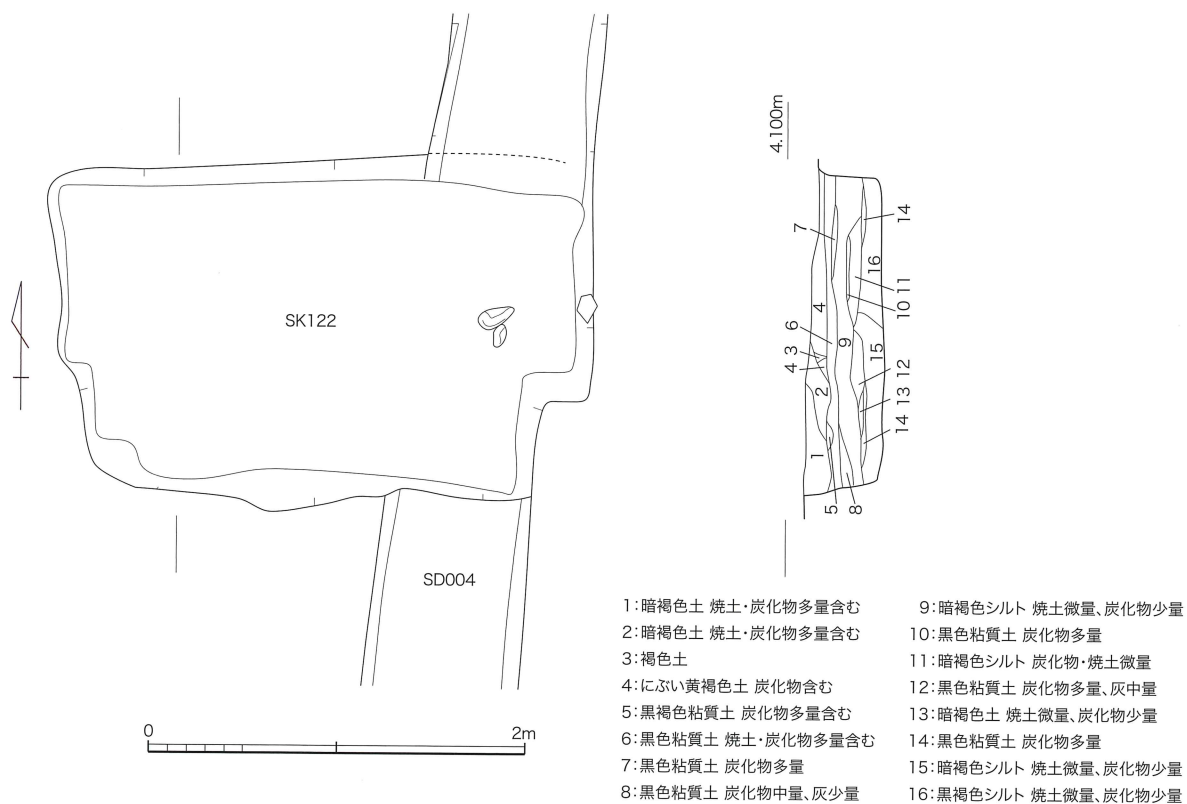 4.100m
SK122
SD004
0
2m
14
7
16
11
4
10
6
9
15
3
4
12
2
13
14
1
5
8
1:暗褐色土 焼土・炭化物多量含む
2:暗褐色土 焼土・炭化物多量含む
3:褐色土
4:にぶい黄褐色土 炭化物含む
5:黒褐色粘質土 炭化物多量含む
6:黒色粘質土 焼土・炭化物多量含む
7:黒色粘質土 炭化物多量
8:黒色粘質土 炭化物中量、灰少量
9:暗褐色シルト 焼土微量、炭化物少量
10:黒色粘質土 炭化物多量
11:暗褐色シルト 炭化物・焼土微量
12:黒色粘質土 炭化物多量、灰中量
13:暗褐色土 焼土微量、炭化物少量
14:黒色粘質土 炭化物多量
15:暗褐色シルト 焼土微量、炭化物少量
16:黒褐色シルト 焼土微量、炭化物少量